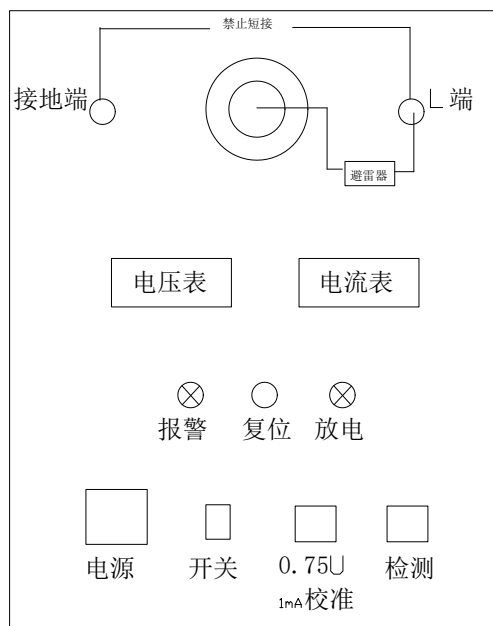 禁止短接
接地端
L端
避雷器
电压表 电流表
报警 复位 放电
电源 开关 0.75U 检测
1mA校准